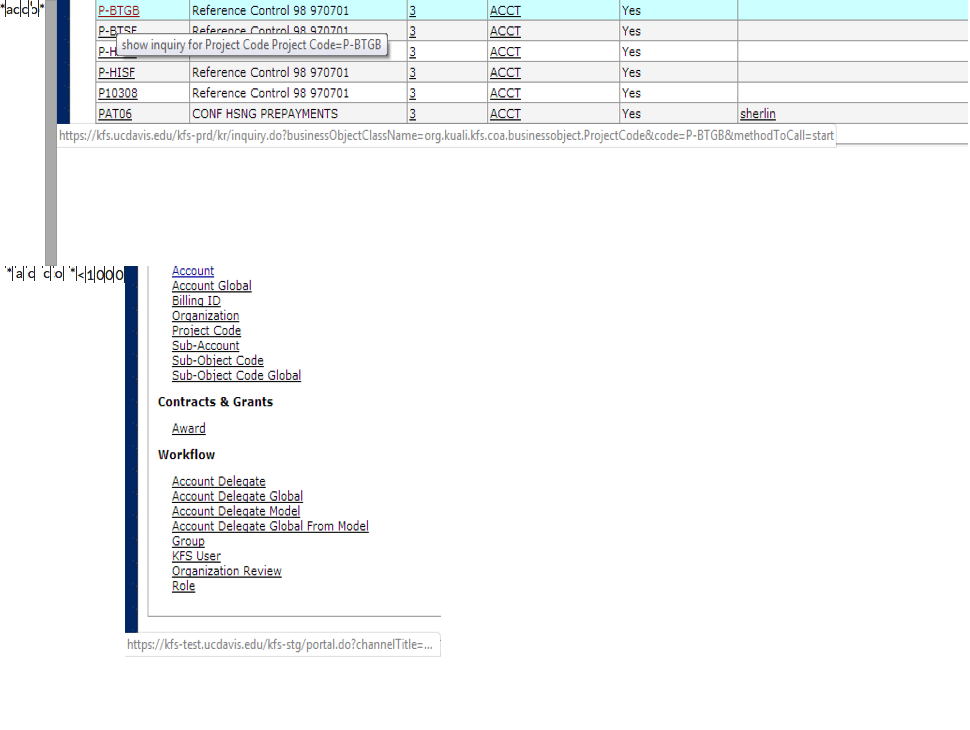 *acc'o*
P-BTGB Reference Control 98 970701 3 ACCT Yes
P-BTSF Reference Control 98 970701 3 ACCT Yes
show inquiry for Project Code Project Code=P-BTGB
3 ACCT Yes
P-HISF Reference Control 98 970701 3 ACCT Yes
P10308 Reference Control 98 970701 3 ACCT Yes
PAT06 CONF HSNG PREPAYMENTS 3 ACCT Yes sherlin
https://kfs.ucdavis.edu/kfs-prd/kr/inquiry.do?businessObjectClassName=org.kuali.kfs.coa.businessobject.ProjectCode&code=P-BTGB&methodToCall=start
*ac co *<1000
Account
Account Global
Billing ID
Organization
Project Code
Sub-Account
Sub-Object Code
Sub-Object Code Global
Contracts & Grants
Award
Workflow
Account Delegate
Account Delegate Global
Account Delegate Model
Account Delegate Global From Model
Group
KFS User
Organization Review
Role
https://kfs-test.ucdavis.edu/kfs-stg/portal.do?channelTitle=...